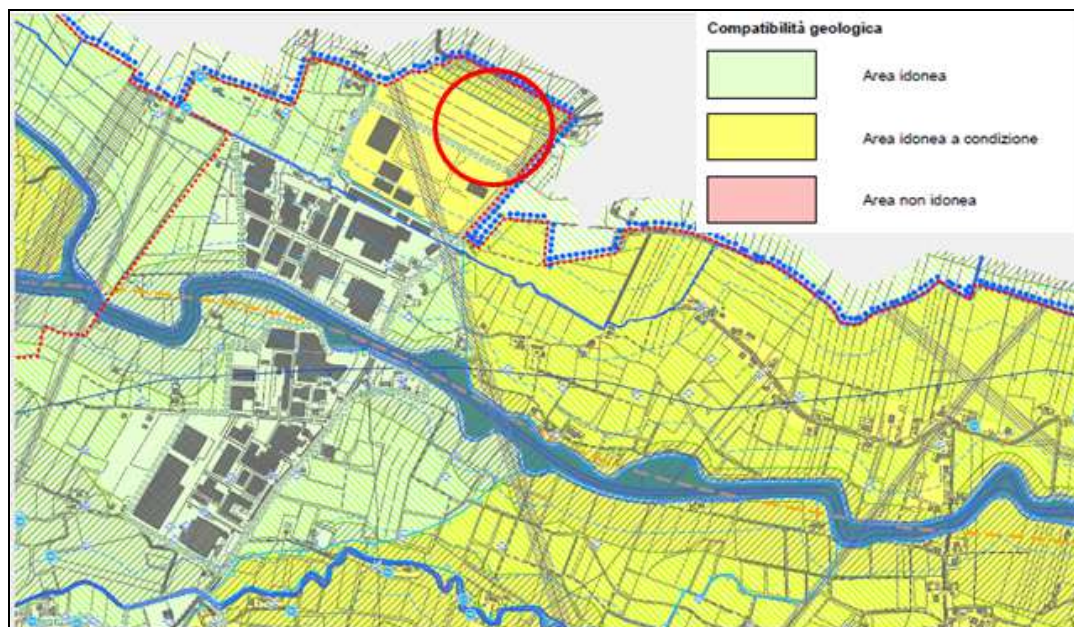 Compatibilità geologica
Area idonea
Area idonea a condizione
Area non idonea